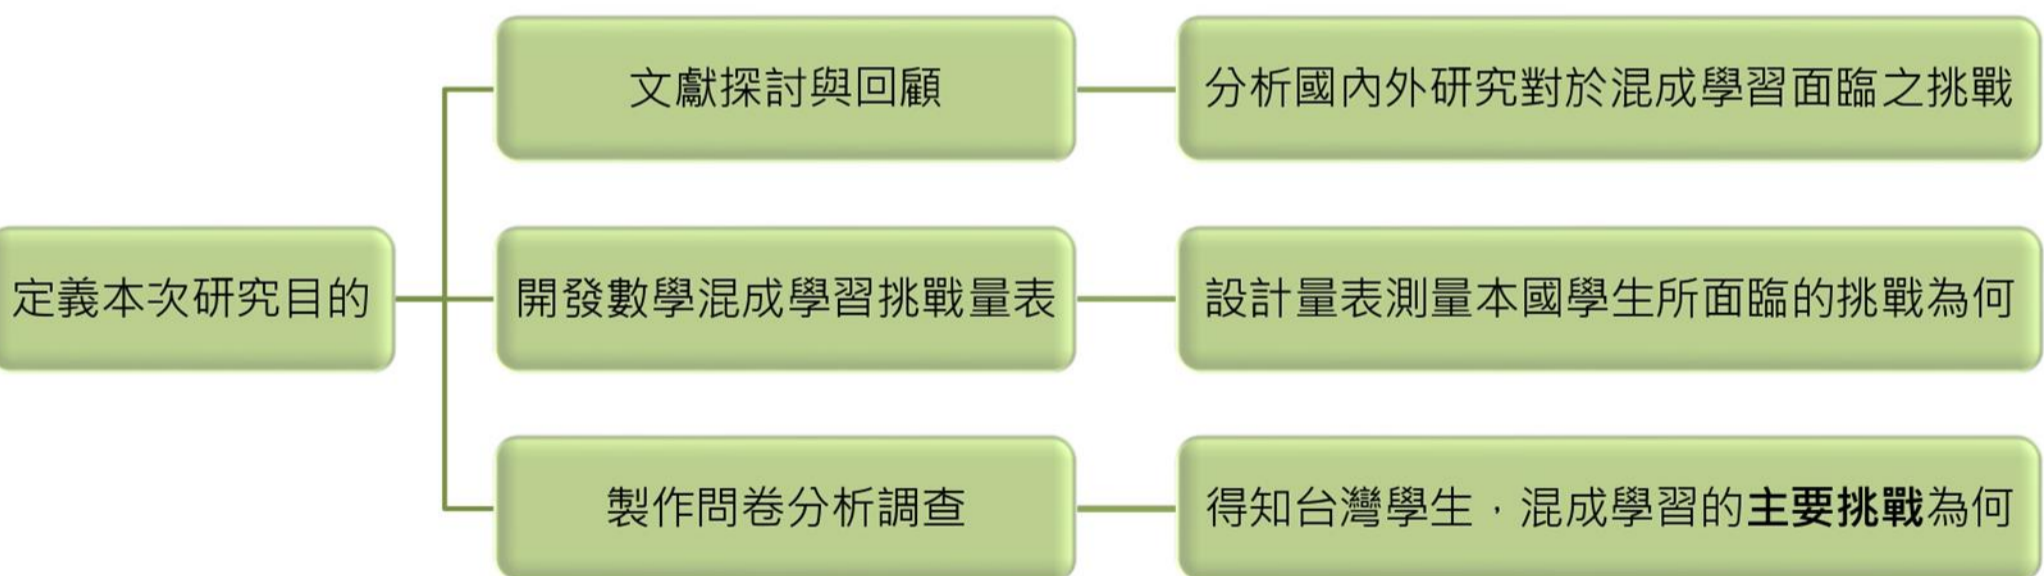 文獻探討與回顧
分析國內外研究對於混成學習面臨之挑戰
定義本次研究目的
開發數學混成學習挑戰量表
設計量表測量本國學生所面臨的挑戰為何
製作問卷分析調查
得知台灣學生，混成學習的主要挑戰為何